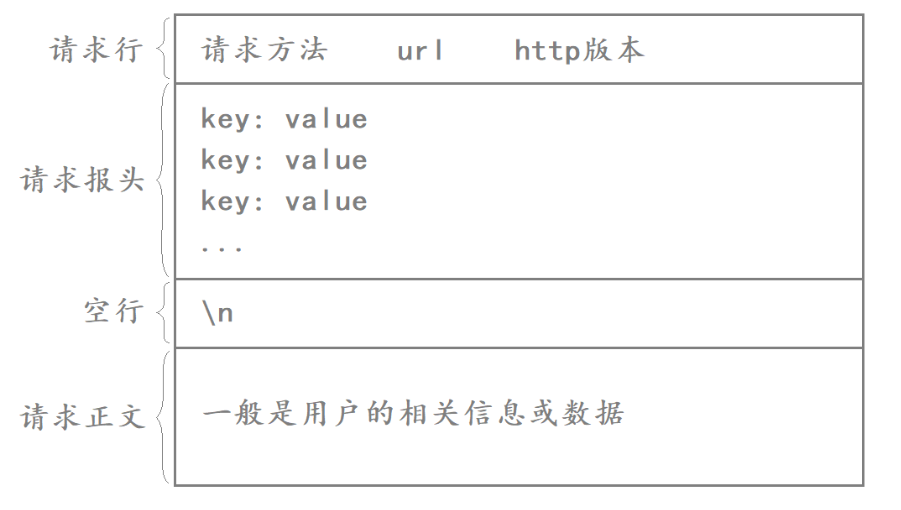 请求行 请求方法 url http版本
key: value
key: value
请求报头 key: value
...
空行 \n
请求正文 一般是用户的相关信息或数据